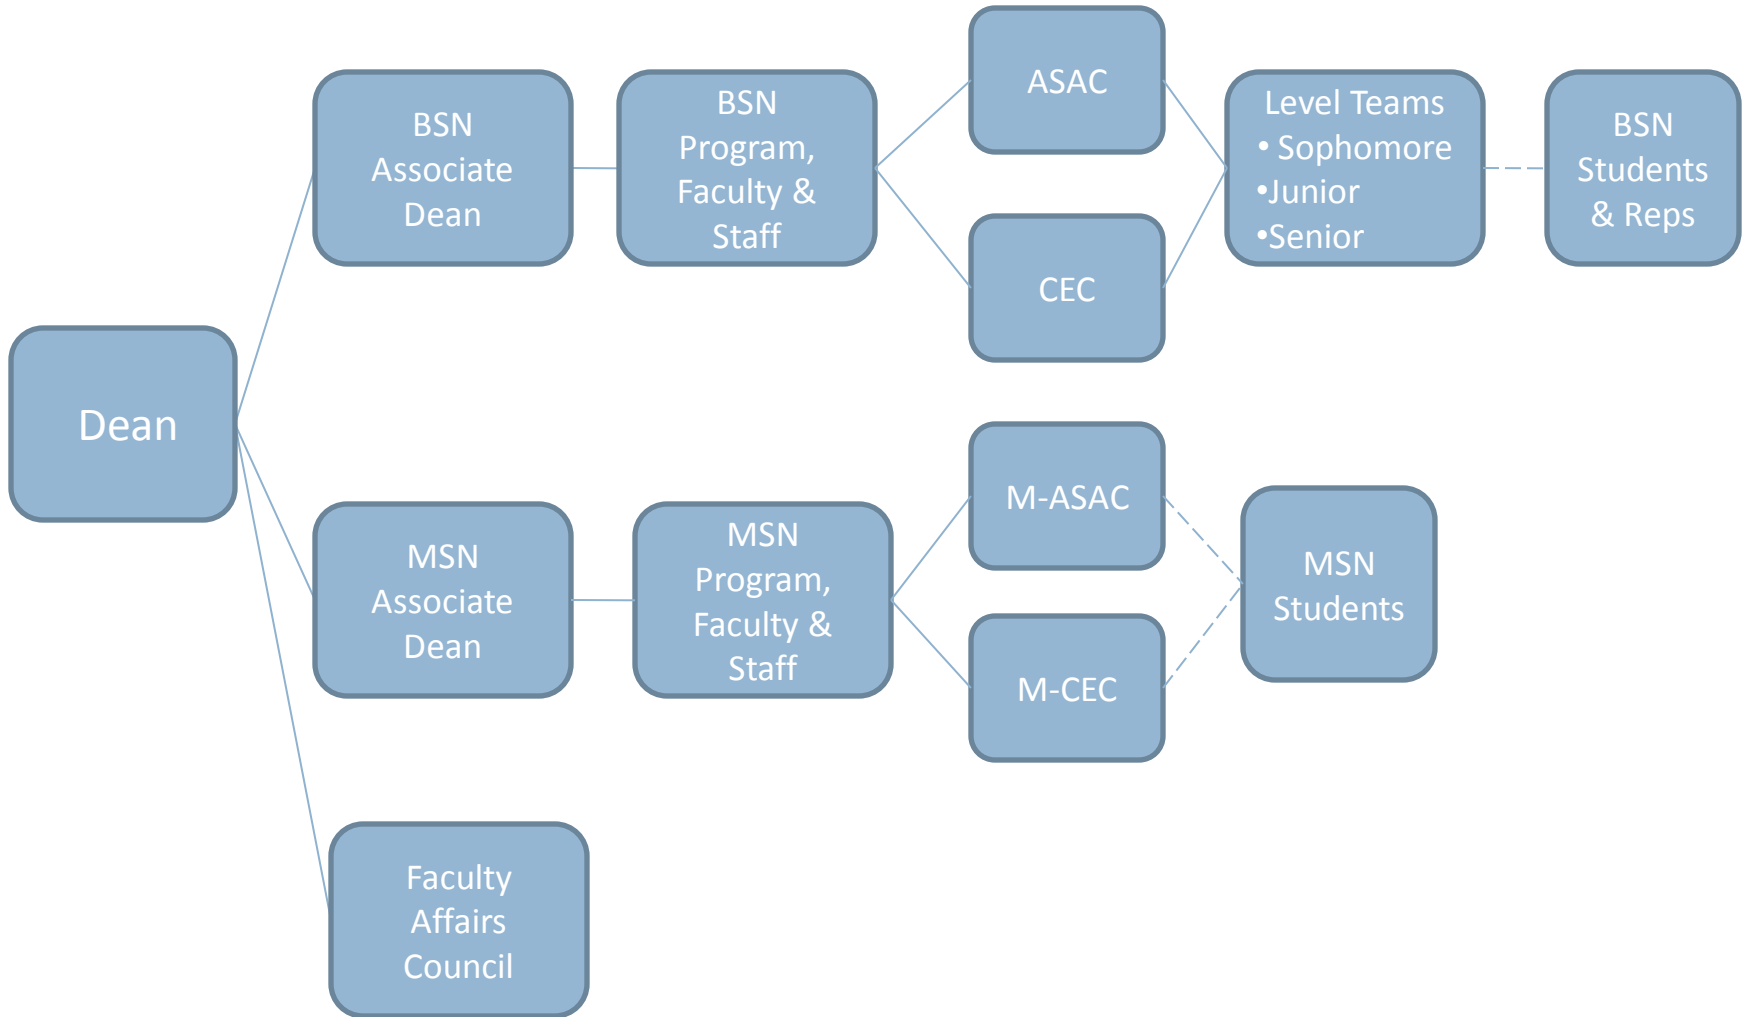 Dean
BSN
Associate
Dean
BSN
Program,
Faculty &
Staff
ASAC
CEC
Level Teams
• Sophomore
•Junior
•Senior
BSN
Students
& Reps
MSN
Associate
Dean
MSN
Program,
Faculty &
Staff
M-ASAC
M-CEC
MSN
Students
Faculty
Affairs
Council